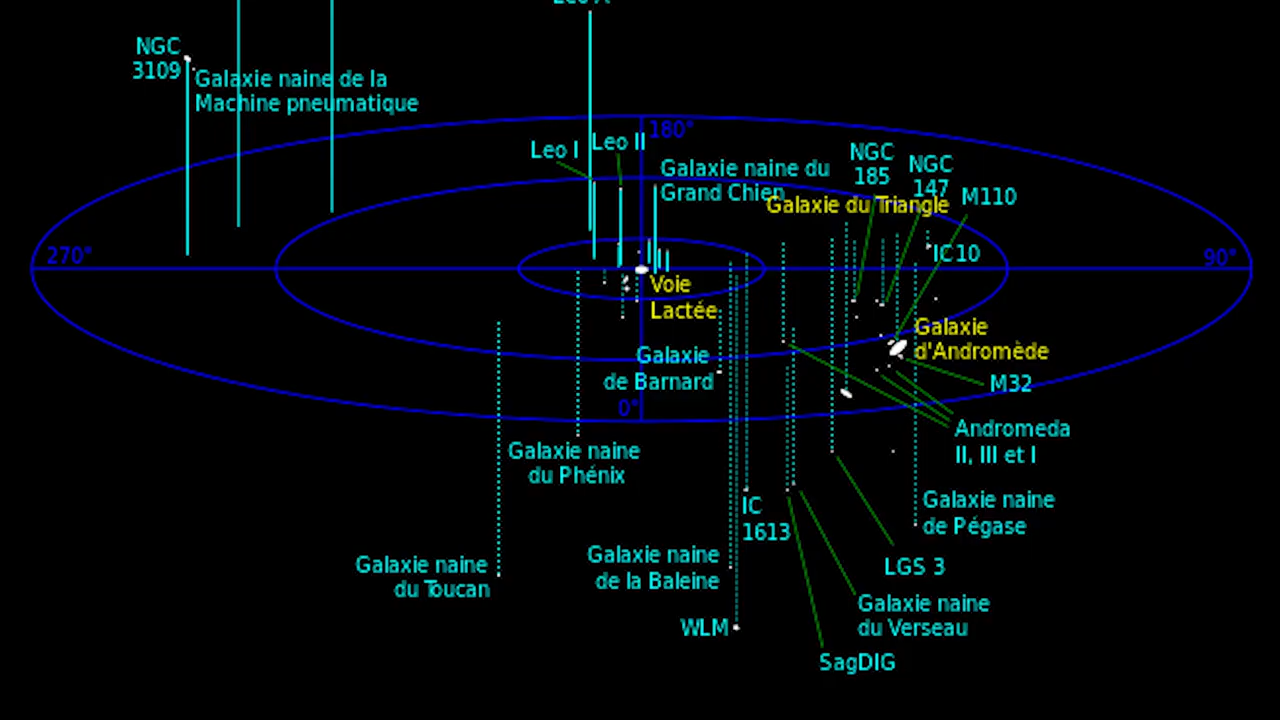 NGC
3109
Galaxie naine de la
Machine pneumatique
180°
Leo I
Leo II
Galaxie naine du
Grand Chien
NGC
185
NGC
147
M110
Galaxie du Triangle
270°
IC10
90°
Voie
Lactée
Galaxie
d'Andromède
Galaxie
de Barnard
M32
0°
Andromeda
II, III et I
Galaxie naine
du Phénix
IC
1613
Galaxie naine
de Pégase
Galaxie naine
du Toucan
Galaxie naine
de la Baleine
LGS 3
Galaxie naine
du Verseau
WLM
SagDIG